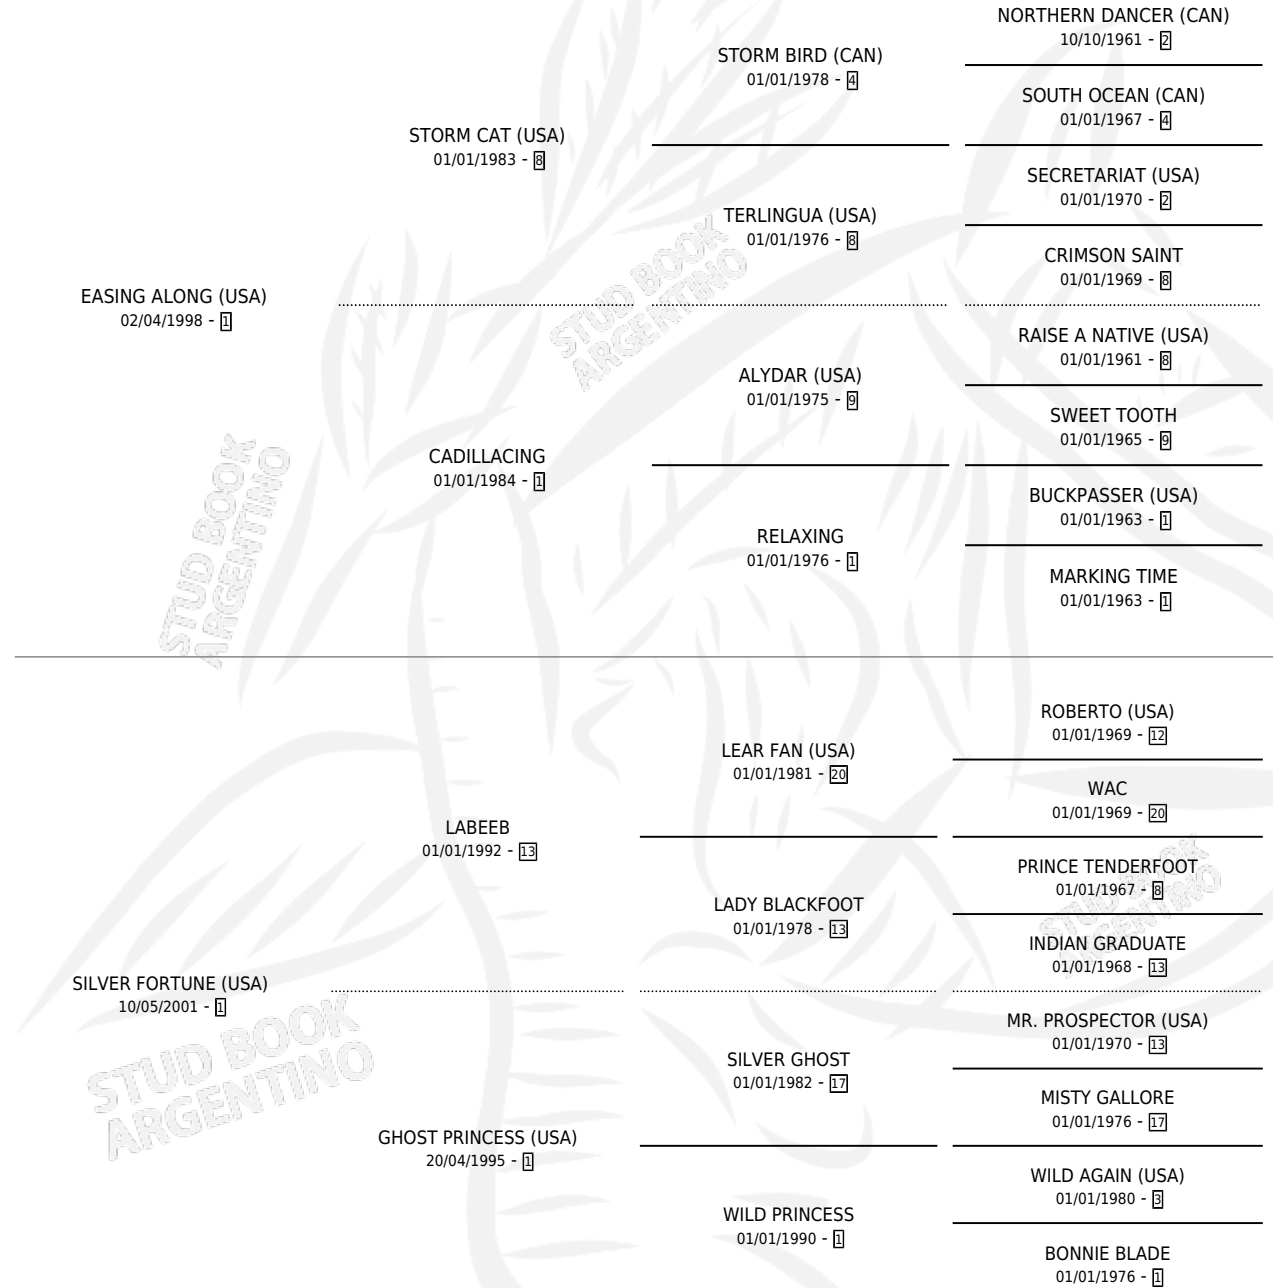 NORTHERN DANCER (CAN)
10/10/1961 - 2
STORM BIRD (CAN)
01/01/1978 - 4
SOUTH OCEAN (CAN)
01/01/1967 - 4
STORM CAT (USA)
01/01/1983 - 8
SECRETARIAT (USA)
01/01/1970 - 2
TERLINGUA (USA)
01/01/1976 - 8
CRIMSON SAINT
01/01/1969 - 8
EASING ALONG (USA)
02/04/1998 - 1
STUD BOOK
ARGENTINO
RAISE A NATIVE (USA)
01/01/1961 - 8
ALYDAR (USA)
01/01/1975 - 9
SWEET TOOTH
01/01/1965 - 9
CADILLACING
01/01/1984 - 1
BUCKPASSER (USA)
01/01/1963 - 1
RELAXING
01/01/1976 - 1
MARKING TIME
01/01/1963 - 1
STUD BOOK
ARGENTINO
ROBERTO (USA)
01/01/1969 - 12
LEAR FAN (USA)
01/01/1981 - 20
WAC
01/01/1969 - 20
LABEEB
01/01/1992 - 13
PRINCE TENDERFOOT
01/01/1967 - 8
LADY BLACKFOOT
01/01/1978 - 13
STUD BOOK
ARGENTINO
INDIAN GRADUATE
01/01/1968 - 13
SILVER FORTUNE (USA)
10/05/2001 - 1
STUD BOOK
ARGENTINO
MR. PROSPECTOR (USA)
01/01/1970 - 13
SILVER GHOST
01/01/1982 - 17
MISTY GALLORE
01/01/1976 - 17
GHOST PRINCESS (USA)
20/04/1995 - 1
WILD AGAIN (USA)
01/01/1980 - 3
WILD PRINCESS
01/01/1990 - 1
BONNIE BLADE
01/01/1976 - 1